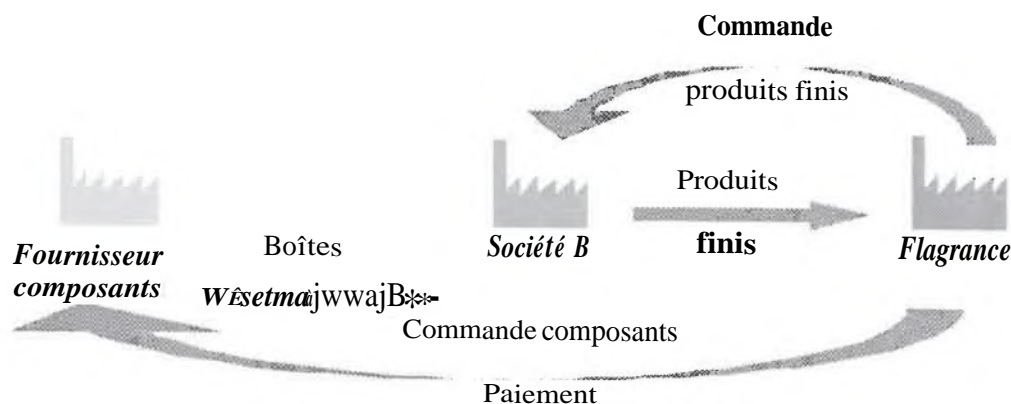 Commande
produits finis
Produits
finis
Fournisseur
composants
Boîtes
Société B
Flagrance
Commande composants
Paiement